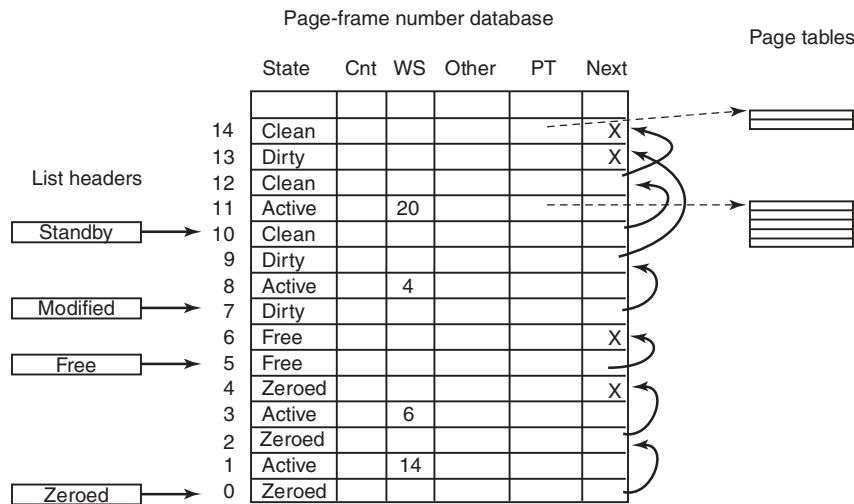 Page-frame number database
Page tables
State Cnt WS Other PT Next
14 Clean X
13 Dirty X
List headers
12 Clean
11 Active 20
Standby 10 Clean
9 Dirty
8 Active 4
Modified 7 Dirty
6 Free X
Free 5 Free
4 Zeroed X
3 Active 6
2 Zeroed
1 Active 14
Zeroed 0 Zeroed